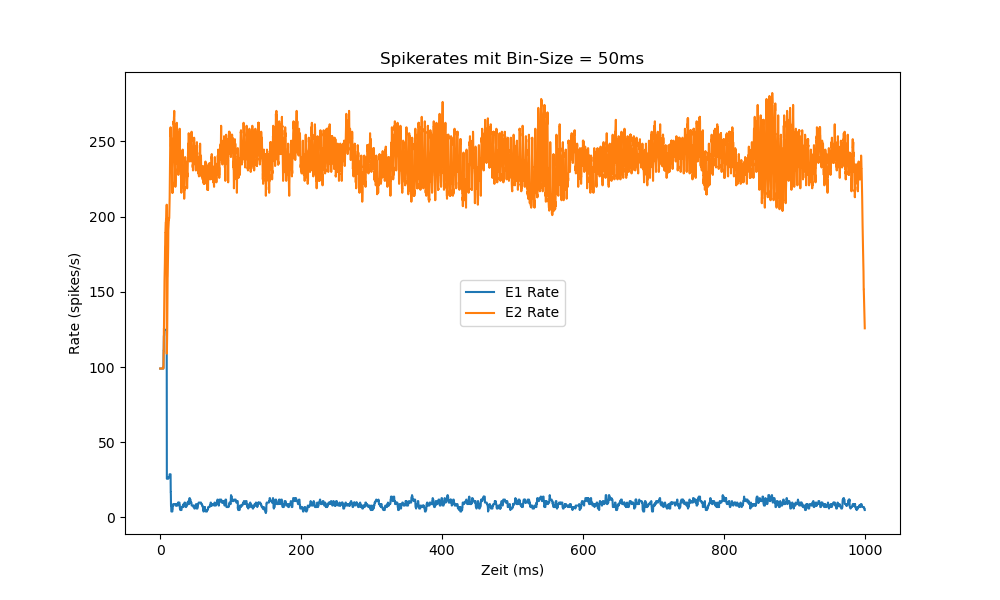 Spikerates mit Bin-Size = 50ms
Rate (spikes/s)
250
200
150
100
50
0
E1 Rate
E2 Rate
0 200 400 600 800 1000
Zeit (ms)